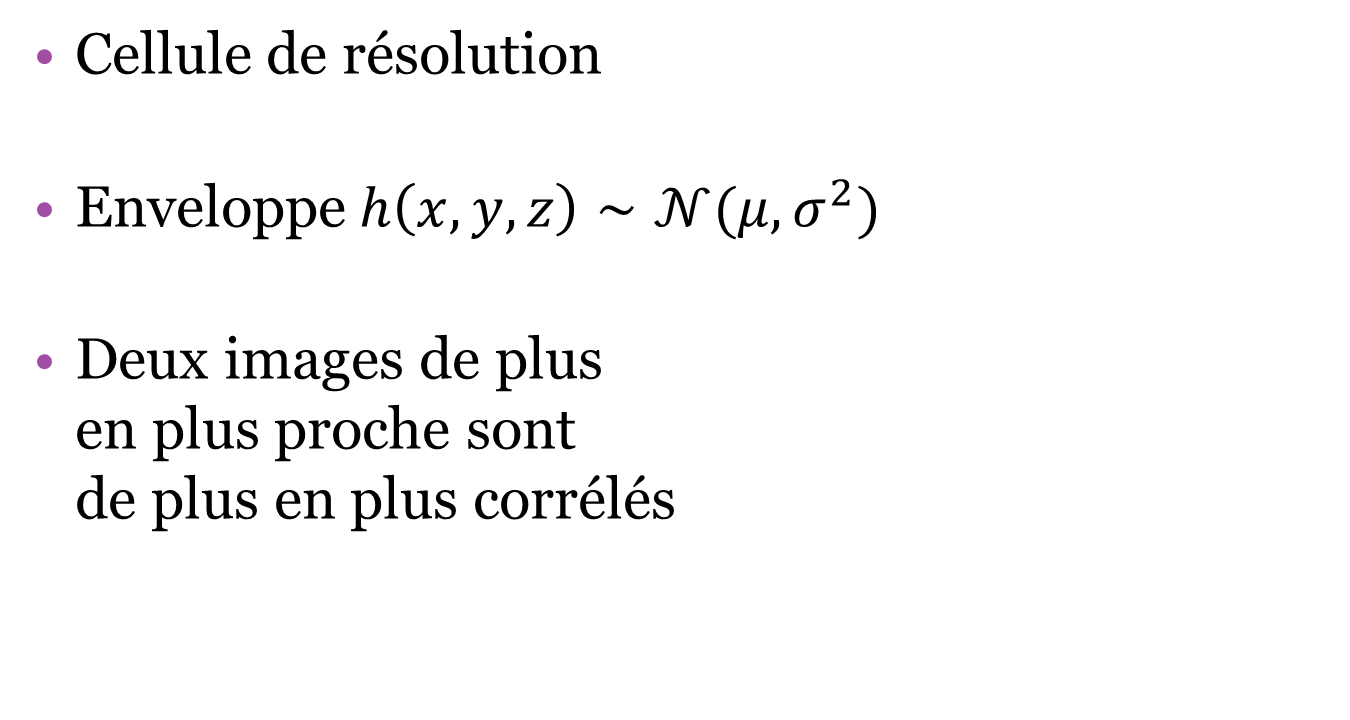 • Cellule de résolution
• Enveloppe ℎ(𝑥, 𝑦, 𝑧) ~ 𝒩(𝜇, 𝜎²)
• Deux images de plus
en plus proche sont
de plus en plus corrélés